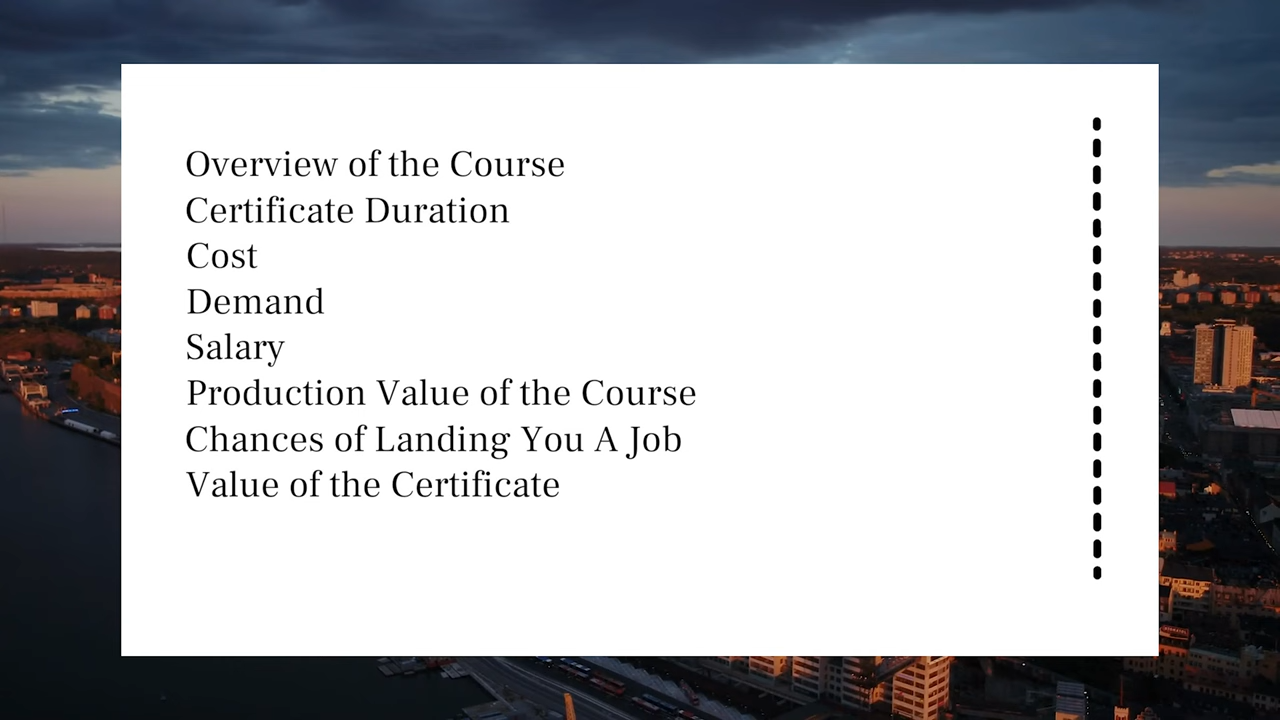 Overview of the Course
Certificate Duration
Cost
Demand
Salary
Production Value of the Course
Chances of Landing You A Job
Value of the Certificate